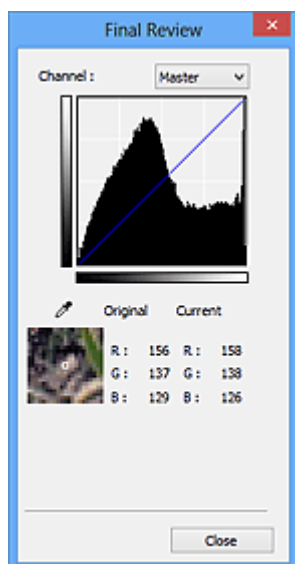 Final Review
Channel : Master
Original Current
R : 156 R : 158
G : 137 G : 138
B : 129 B : 126
Close